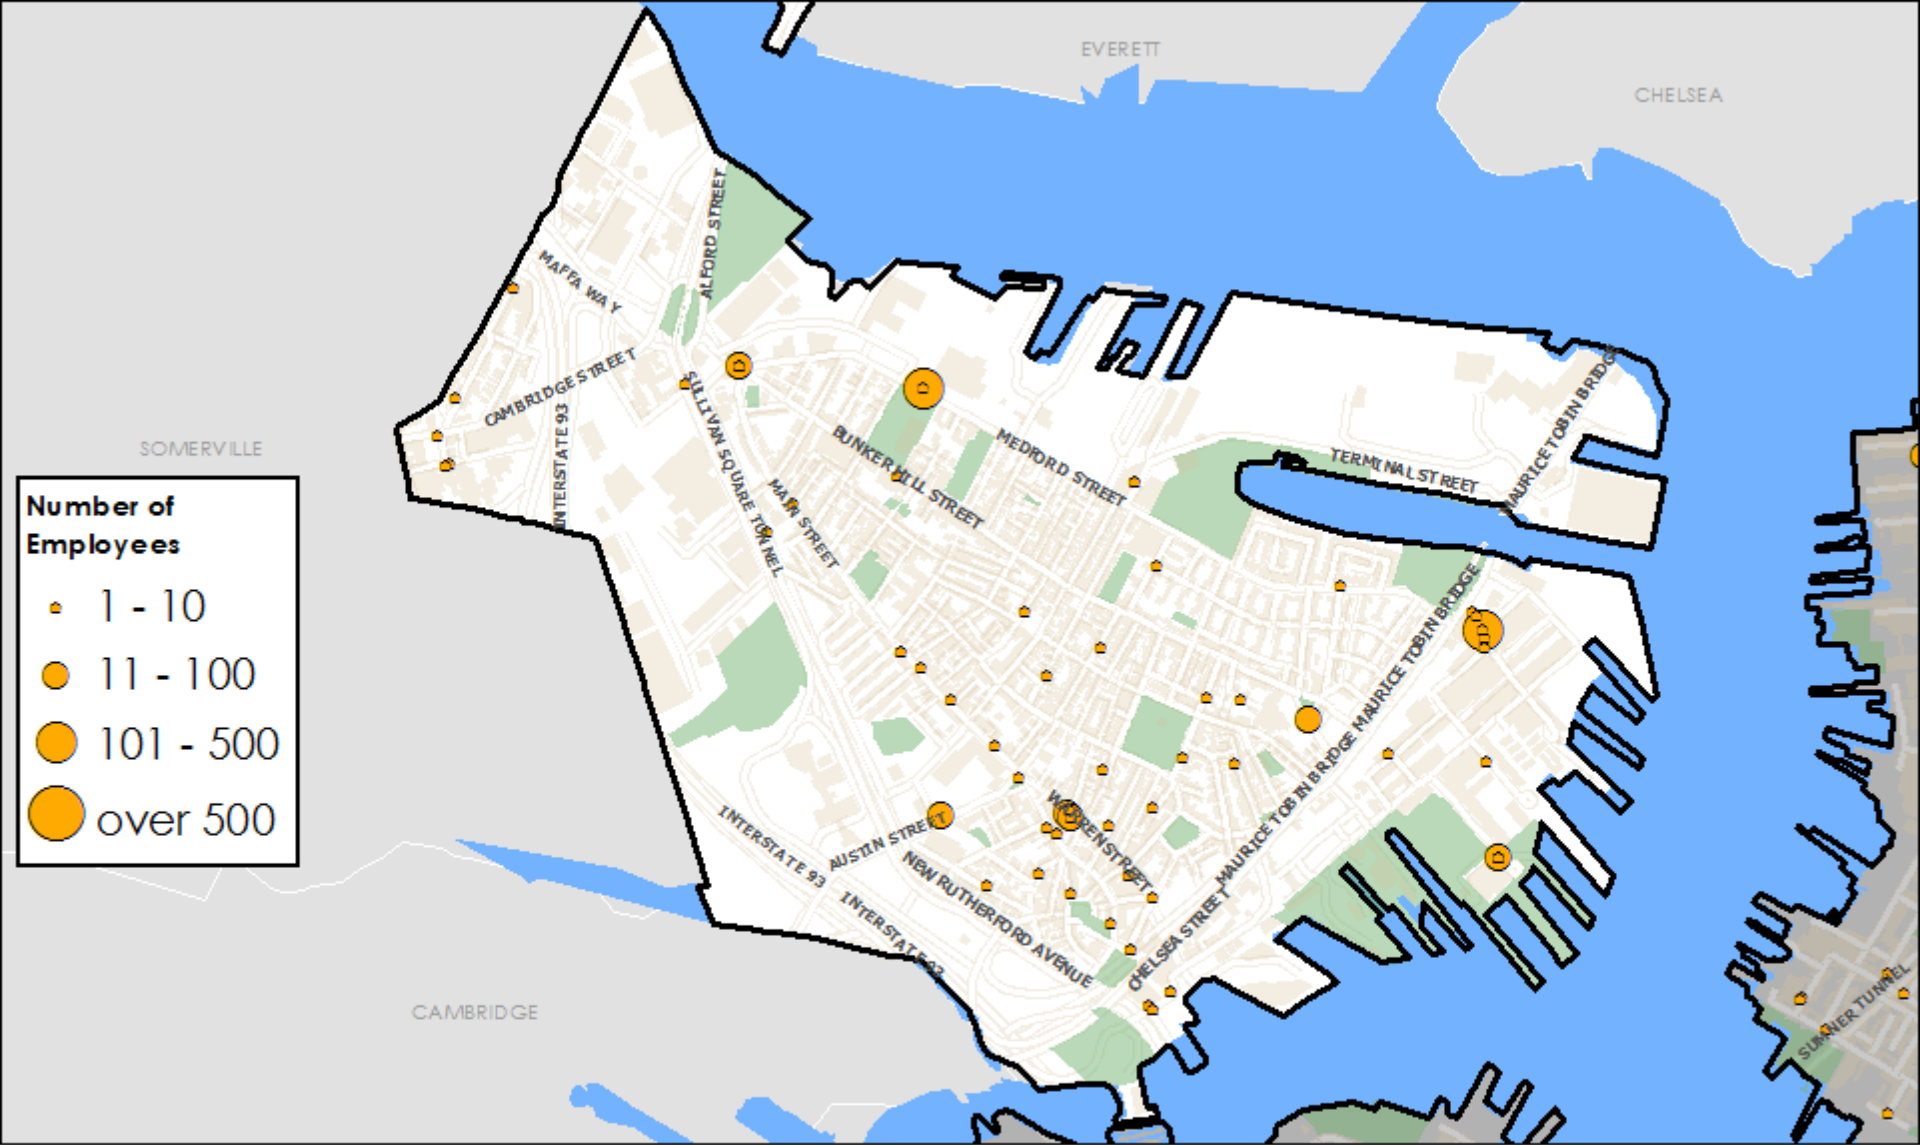 EVERETT
CHELSEA
ALFORD STREET
MAFFA WAY
CAMBRIDGE STREET
INTERSTATE 93
SOMERVILLE
SULLIVAN SQUARE TUNNEL
MAIN STREET
BUNKER HILL STREET
MEDFORD STREET
TERMINAL STREET
MAURICE TOBIN BRIDGE
Number of
Employees
1 - 10
11 - 100
101 - 500
over 500
MAURICE TOBIN BRIDGE MAURICE TOBIN BRIDGE
WARREN STREET
AUSTIN STREET
INTERSTATE 93
INTERSTATE 93
NEW RUTHERFORD AVENUE
CHELSEA STREET
CAMBRIDGE
SUMNER TUNNEL